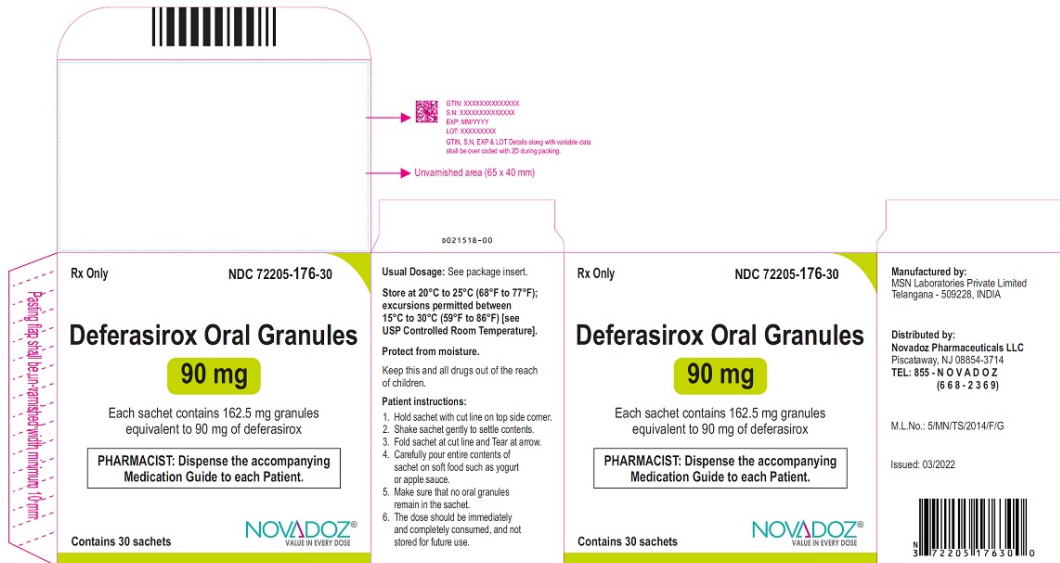 GTIN: XXXXXXXXXXXXXX
S.N: XXXXXXXXXXXXXX
EXP: MM/YYYY
LOT: XXXXXXXXX
GTIN, S.N, EXP & LOT Details along with variable data
shall be over coded with 2D during packing.
Unvarnished area (65 x 40 mm)
Pasting flap shall be un-varnished width minimum 10 mm.
Rx Only
NDC 72205-176-30
Deferasirox Oral Granules
90 mg
Each sachet contains 162.5 mg granules
equivalent to 90 mg of deferasirox
PHARMACIST: Dispense the accompanying
Medication Guide to each Patient.
NOVADOZ®
VALUE IN EVERY DOSE
Contains 30 sachets
D021518-00
Usual Dosage: See package insert.
Store at 20°C to 25°C (68°F to 77°F);
excursions permitted between
15°C to 30°C (59°F to 86°F) [see
USP Controlled Room Temperature].
Protect from moisture.
Keep this and all drugs out of the reach
of children.
Patient instructions:
1. Hold sachet with cut line on top side corner.
2. Shake sachet gently to settle contents.
3. Fold sachet at cut line and Tear at arrow.
4. Carefully pour entire contents of
sachet on soft food such as yogurt
or apple sauce.
5. Make sure that no oral granules
remain in the sachet.
6. The dose should be immediately
and completely consumed, and not
stored for future use.
Rx Only
NDC 72205-176-30
Deferasirox Oral Granules
90 mg
Each sachet contains 162.5 mg granules
equivalent to 90 mg of deferasirox
PHARMACIST: Dispense the accompanying
Medication Guide to each Patient.
NOVADOZ®
VALUE IN EVERY DOSE
Contains 30 sachets
Manufactured by:
MSN Laboratories Private Limited
Telangana - 509228, INDIA
Distributed by:
Novadoz Pharmaceuticals LLC
Piscataway, NJ 08854-3714
TEL: 855 - N O V A D O Z
(6 6 8 - 2 3 6 9)
M.L.No.: 5/MN/TS/2014/F/G
Issued: 03/2022
N
3 72205 17630 0